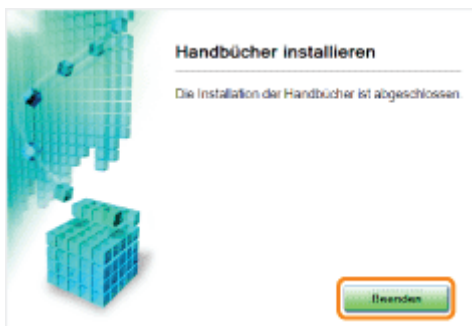 Handbücher installieren
Die Installation der Handbücher ist abgeschlossen.
Beenden